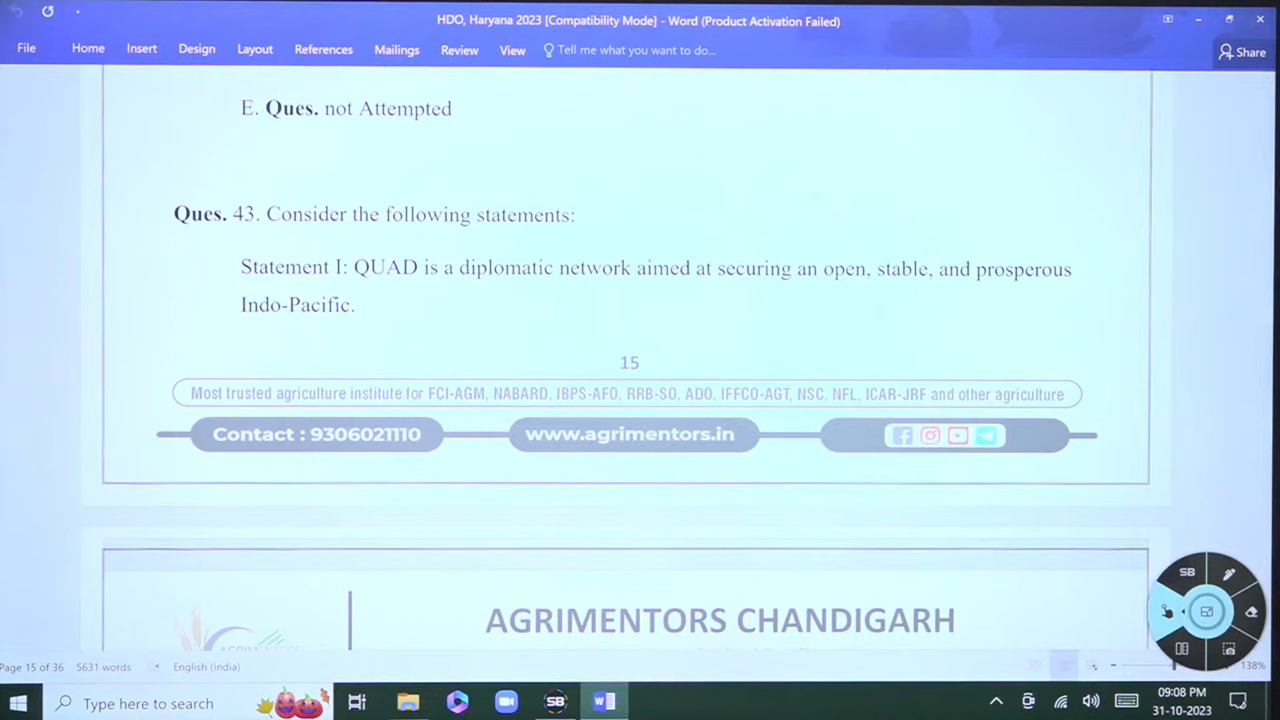 HDO, Haryana 2023 [Compatibility Mode] - Word (Product Activation Failed)
File Home Insert Design Layout References Mailings Review View Tell me what you want to do... Share
E. Ques. not Attempted
Ques. 43. Consider the following statements:
Statement I: QUAD is a diplomatic network aimed at securing an open, stable, and prosperous
Indo-Pacific.
15
Most trusted agriculture institute for FCI-AGM, NABARD, IBPS-AFO, RRB-SO, ADO, IFFCO-AGT, NSC, NFL, ICAR-JRF and other agriculture
Contact : 9306021110 www.agrimentors.in
SB
AGRIMENTORS CHANDIGARH
Page 15 of 36 5631 words English (India) 138%
Type here to search SB 09:08 PM
31-10-2023